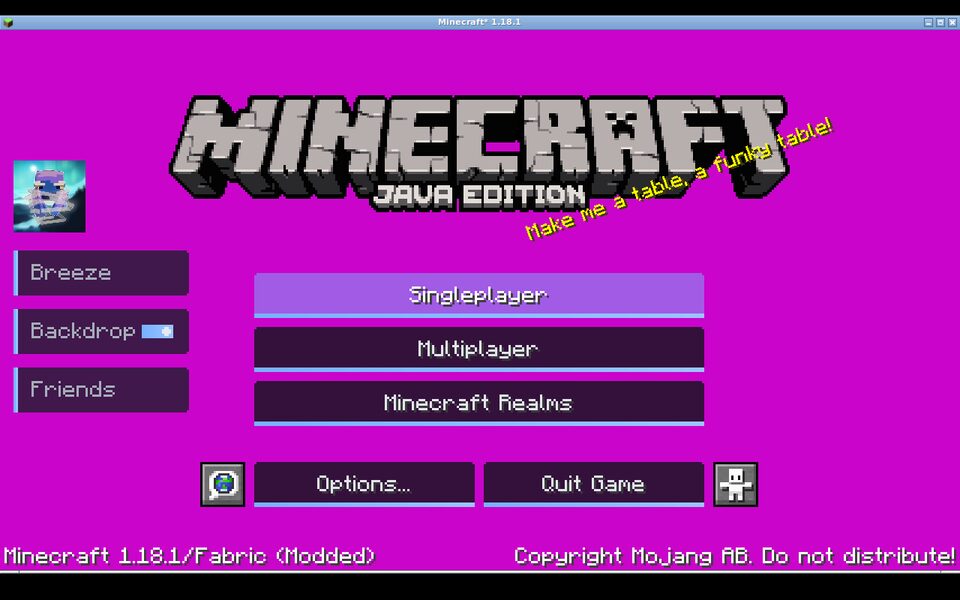 Minecraft* 1.18.1
MINECRAFT
JAVA EDITION
Make me a table, a funky table!
Breeze
Backdrop
Friends
Singleplayer
Multiplayer
Minecraft Realms
Options...
Quit Game
Minecraft 1.18.1/Fabric (Modded)
Copyright Mojang AB. Do not distribute!